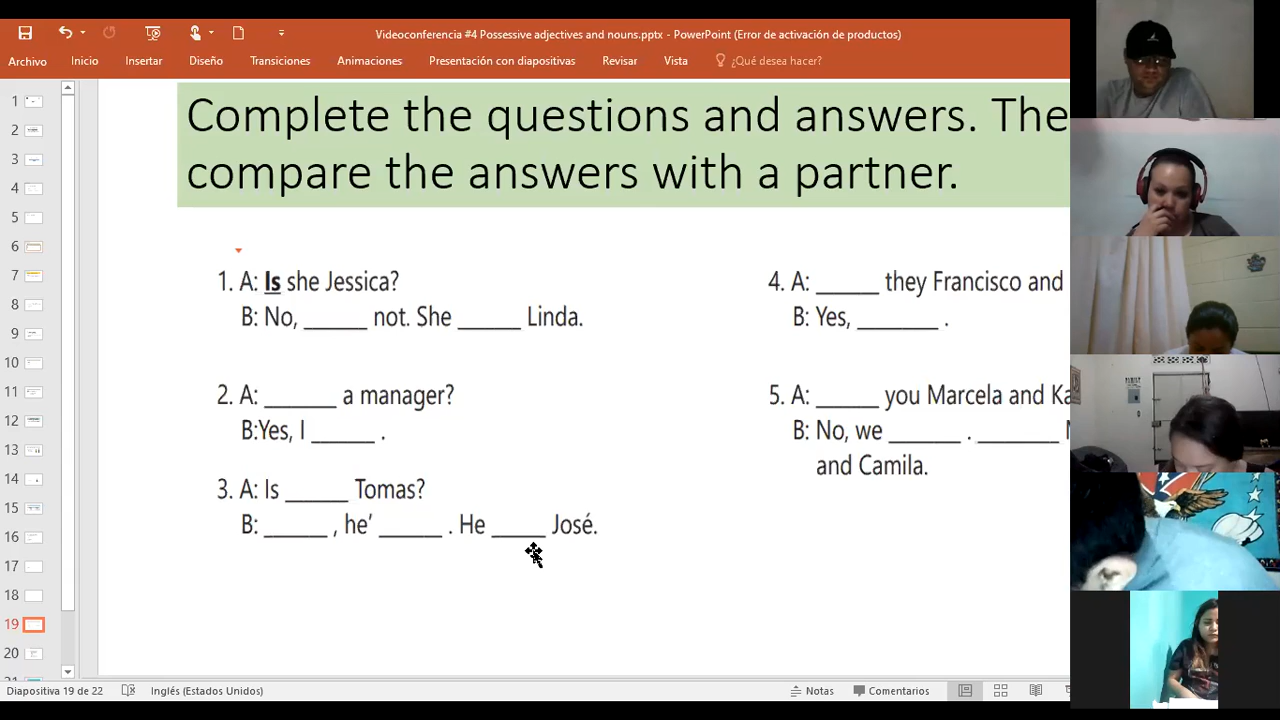 Videoconferencia #4 Possessive adjectives and nouns.pptx - PowerPoint (Error de activación de productos)
Archivo Inicio Insertar Diseño Transiciones Animaciones Presentación con diapositivas Revisar Vista ¿Qué desea hacer?
Complete the questions and answers. The
compare the answers with a partner.
1. A: Is she Jessica?
B: No, ______ not. She ______ Linda.
2. A: _______ a manager?
B:Yes, I ______ .
3. A: Is ______ Tomas?
B: ______ , he' ______ . He _____ José.
4. A: ______ they Francisco and
B: Yes, ________ .
5. A: ______ you Marcela and Ka
B: No, we _______ . ________ M
and Camila.
1
2
3
4
5
6
7
8
9
10
11
12
13
14
15
16
17
18
19
20
21
Diapositiva 19 de 22 Inglés (Estados Unidos) Notas Comentarios